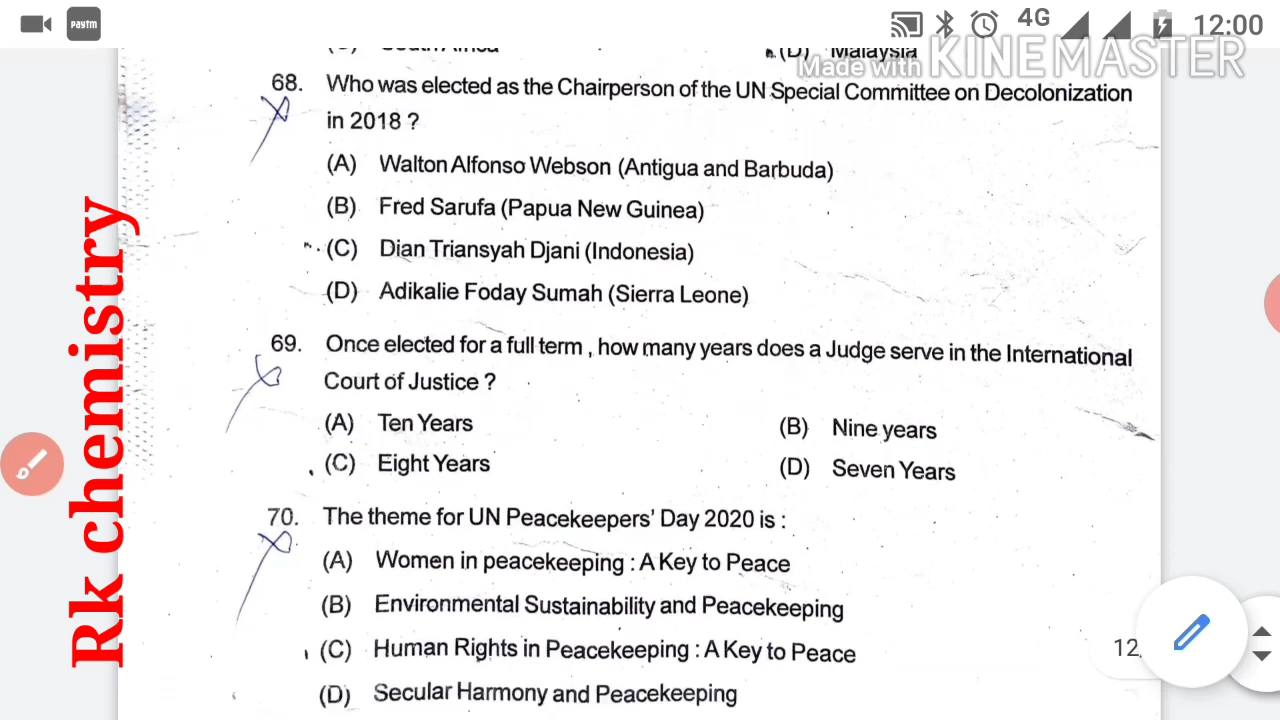 paytm
4G
12:00
(D) Malaysia
Made with KINEMASTER
68. Who was elected as the Chairperson of the UN Special Committee on Decolonization
in 2018 ?
(A) Walton Alfonso Webson (Antigua and Barbuda)
(B) Fred Sarufa (Papua New Guinea)
(C) Dian Triansyah Djani (Indonesia)
(D) Adikalie Foday Sumah (Sierra Leone)
69. Once elected for a full term , how many years does a Judge serve in the International
Court of Justice ?
(A) Ten Years (B) Nine years
(C) Eight Years (D) Seven Years
70. The theme for UN Peacekeepers' Day 2020 is :
(A) Women in peacekeeping : A Key to Peace
(B) Environmental Sustainability and Peacekeeping
(C) Human Rights in Peacekeeping : A Key to Peace
(D) Secular Harmony and Peacekeeping
12
Rk chemistry